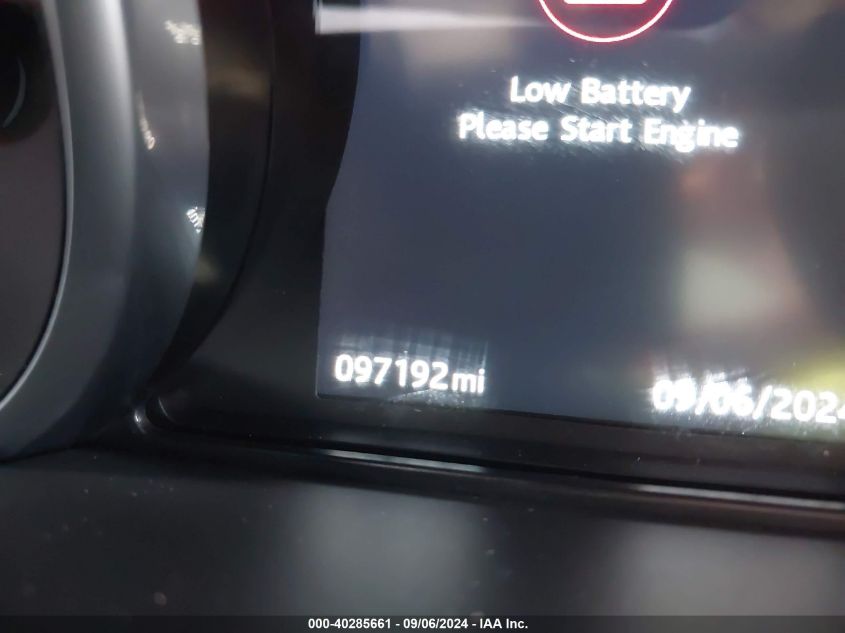 Low Battery
Please Start Engine
097192mi
09/06/2024
000-40285661 - 09/06/2024 - IAA Inc.